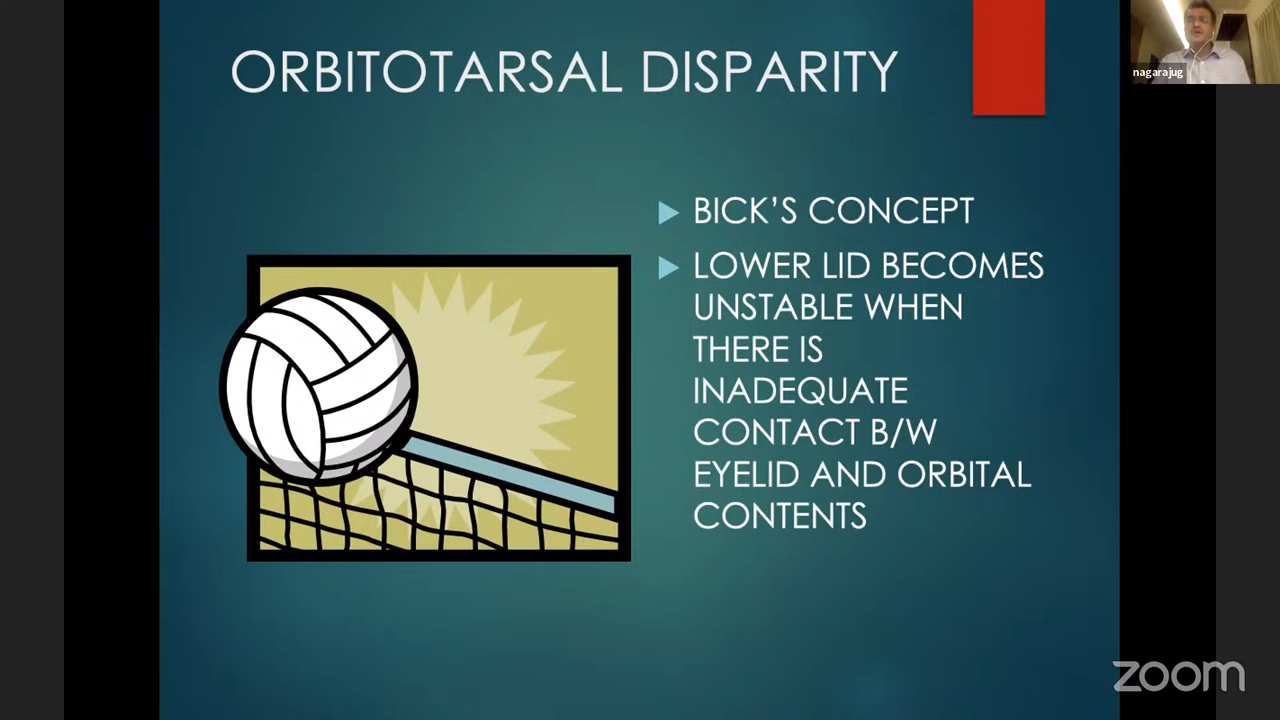 ORBITOTARSAL DISPARITY
nagarajug
BICK'S CONCEPT
LOWER LID BECOMES
UNSTABLE WHEN
THERE IS
INADEQUATE
CONTACT B/W
EYELID AND ORBITAL
CONTENTS
zoom